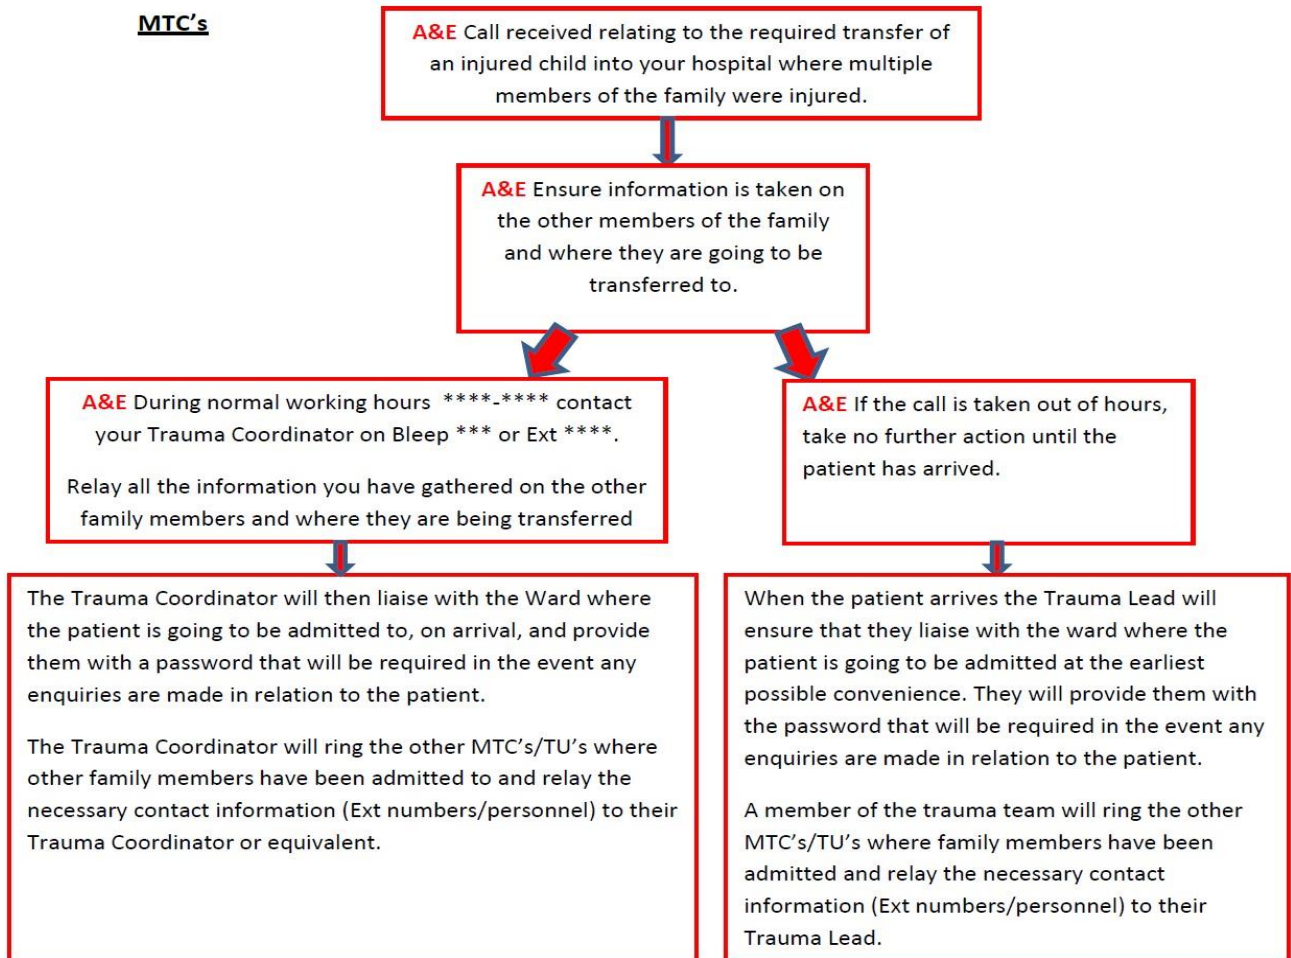 MTC's
A&E Call received relating to the required transfer of
an injured child into your hospital where multiple
members of the family were injured.
A&E Ensure information is taken on
the other members of the family
and where they are going to be
transferred to.
A&E During normal working hours ****-**** contact
your Trauma Coordinator on Bleep *** or Ext ****.
Relay all the information you have gathered on the other
family members and where they are being transferred
A&E If the call is taken out of hours,
take no further action until the
patient has arrived.
The Trauma Coordinator will then liaise with the Ward where
the patient is going to be admitted to, on arrival, and provide
them with a password that will be required in the event any
enquiries are made in relation to the patient.
The Trauma Coordinator will ring the other MTC's/TU's where
other family members have been admitted to and relay the
necessary contact information (Ext numbers/personnel) to their
Trauma Coordinator or equivalent.
When the patient arrives the Trauma Lead will
ensure that they liaise with the ward where the
patient is going to be admitted at the earliest
possible convenience. They will provide them with
the password that will be required in the event any
enquiries are made in relation to the patient.
A member of the trauma team will ring the other
MTC's/TU's where family members have been
admitted and relay the necessary contact
information (Ext numbers/personnel) to their
Trauma Lead.